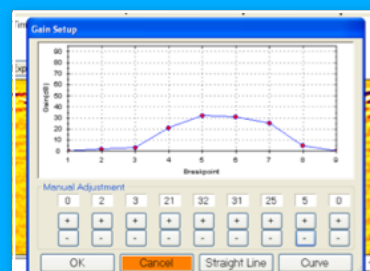 Tim
Gain Setup
Exp
Gain(dB)
90
80
70
60
50
40
30
20
10
0
1 2 3 4 5 6 7 8 9
Breakpoint
Manual Adjustment
0 2 3 21 32 31 25 5 0
+ + + + + + + + +
- - - - - - - - -
OK Cancel Straight Line Curve